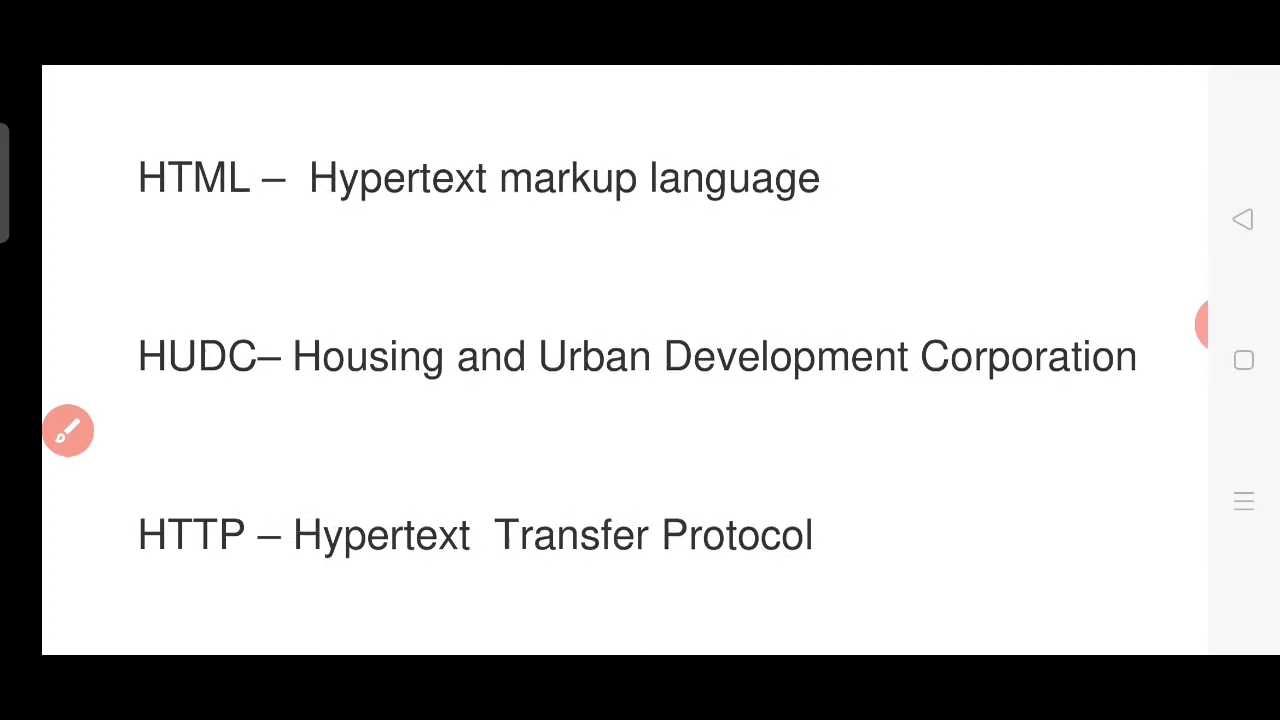 HTML –  Hypertext markup language
HUDC– Housing and Urban Development Corporation
HTTP – Hypertext  Transfer Protocol